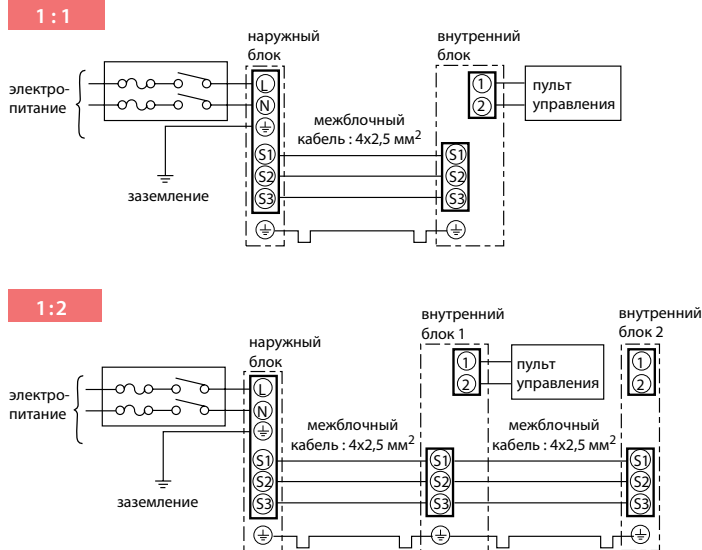 1 : 1
наружный
блок
внутренний
блок
электро-
питание
L
N
1
2
пульт
управления
межблочный
кабель : 4x2,5 мм²
S1
S2
S3
S1
S2
S3
заземление
1:2
наружный
блок
внутренний
блок 1
внутренний
блок 2
электро-
питание
L
N
1
2
пульт
управления
1
2
межблочный
кабель : 4x2,5 мм²
межблочный
кабель : 4x2,5 мм²
S1
S2
S3
S1
S2
S3
S1
S2
S3
заземление